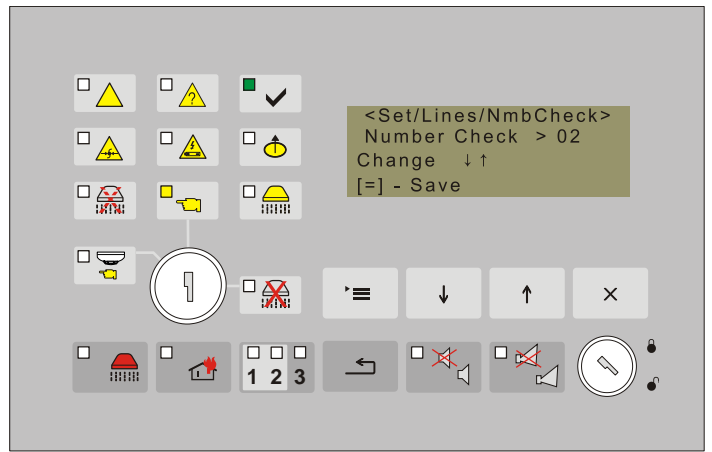 ?
<Set/Lines/NmbCheck>
Number Check > 02
Change ↓↑
[=] - Save
1 2 3